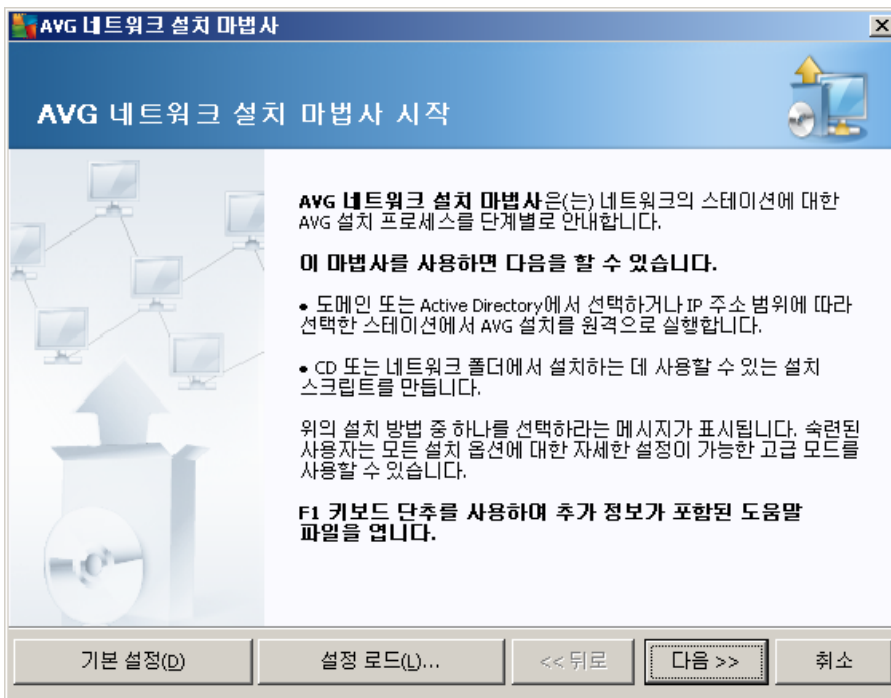 AVG 네트워크 설치 마법사
AVG 네트워크 설치 마법사 시작
AVG 네트워크 설치 마법사은(는) 네트워크의 스테이션에 대한
AVG 설치 프로세스를 단계별로 안내합니다.
이 마법사를 사용하면 다음을 할 수 있습니다.
• 도메인 또는 Active Directory에서 선택하거나 IP 주소 범위에 따라
선택한 스테이션에서 AVG 설치를 원격으로 실행합니다.
• CD 또는 네트워크 폴더에서 설치하는 데 사용할 수 있는 설치
스크립트를 만듭니다.
위의 설치 방법 중 하나를 선택하라는 메시지가 표시됩니다. 숙련된
사용자는 모든 설치 옵션에 대한 자세한 설정이 가능한 고급 모드를
사용할 수 있습니다.
F1 키보드 단추를 사용하여 추가 정보가 포함된 도움말
파일을 엽니다.
기본 설정(D) 설정 로드(L)... << 뒤로 다음 >> 취소